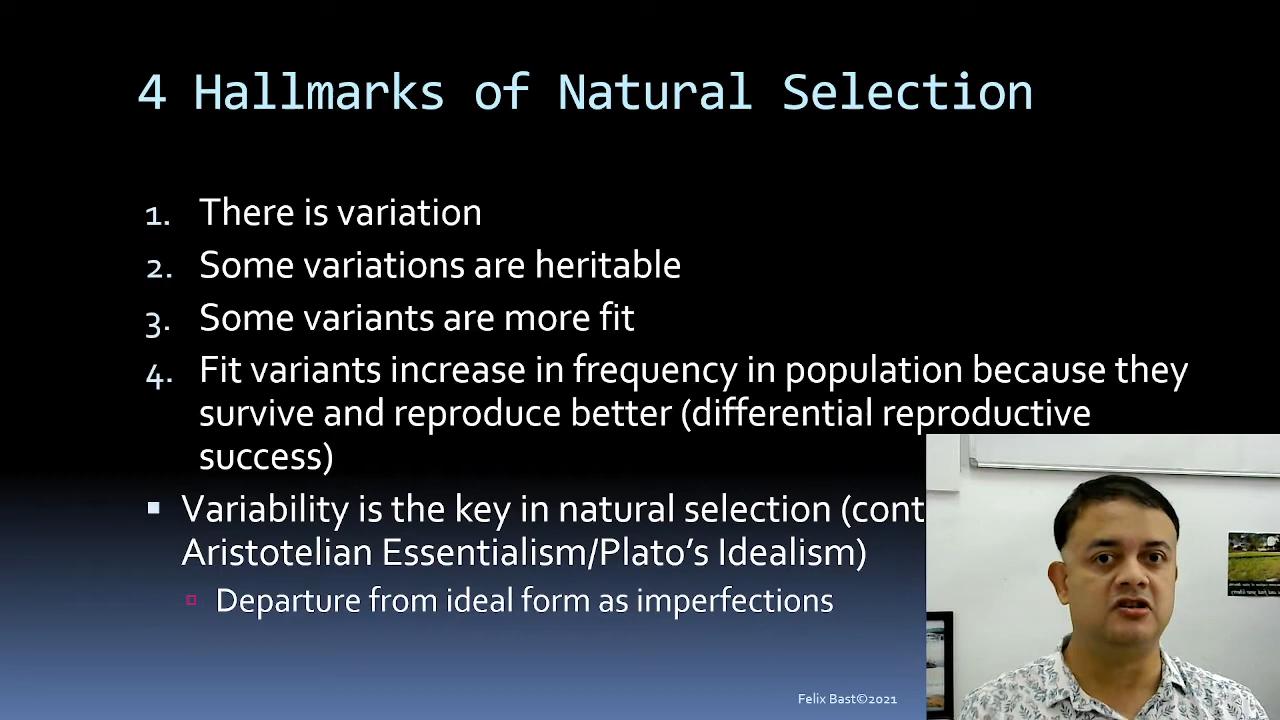 4 Hallmarks of Natural Selection
1. There is variation
2. Some variations are heritable
3. Some variants are more fit
4. Fit variants increase in frequency in population because they
survive and reproduce better (differential reproductive
success)
Variability is the key in natural selection (cont
Aristotelian Essentialism/Plato’s Idealism)
Departure from ideal form as imperfections
Felix Bast©2021